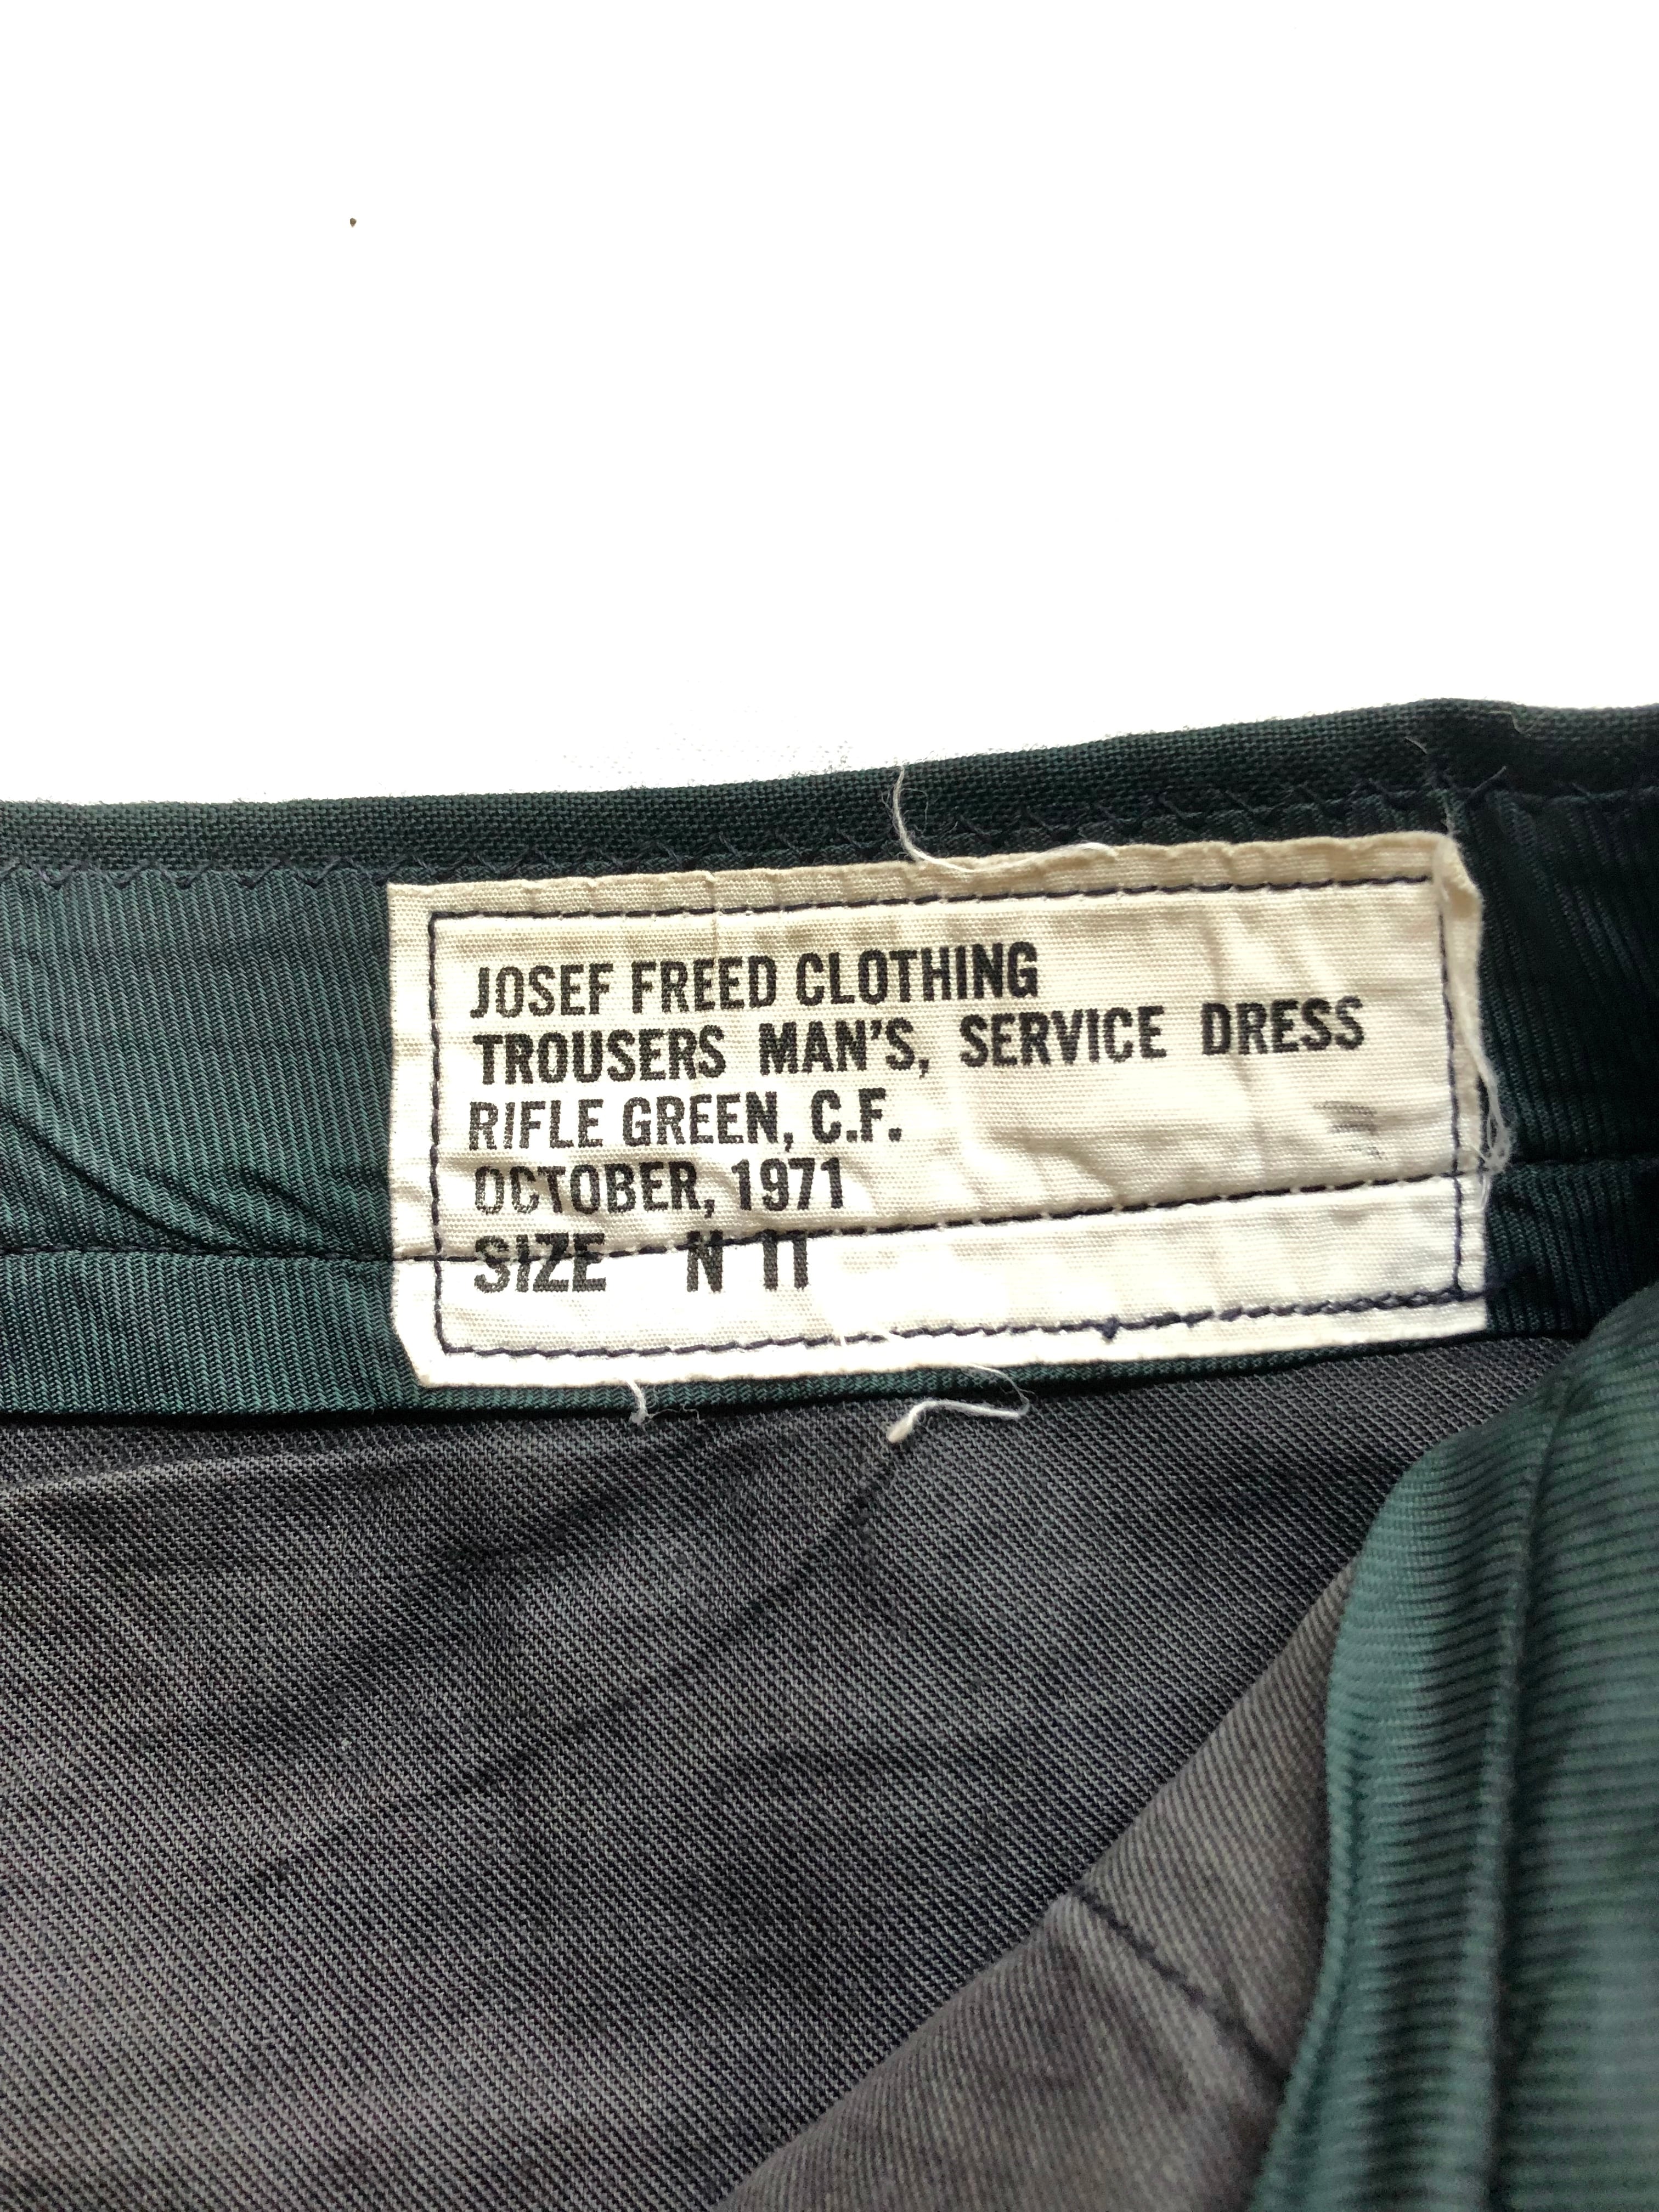 JOSEF FREED CLOTHING
TROUSERS MAN'S, SERVICE DRESS
RIFLE GREEN, C.F.
OCTOBER, 1971
SIZE N 11